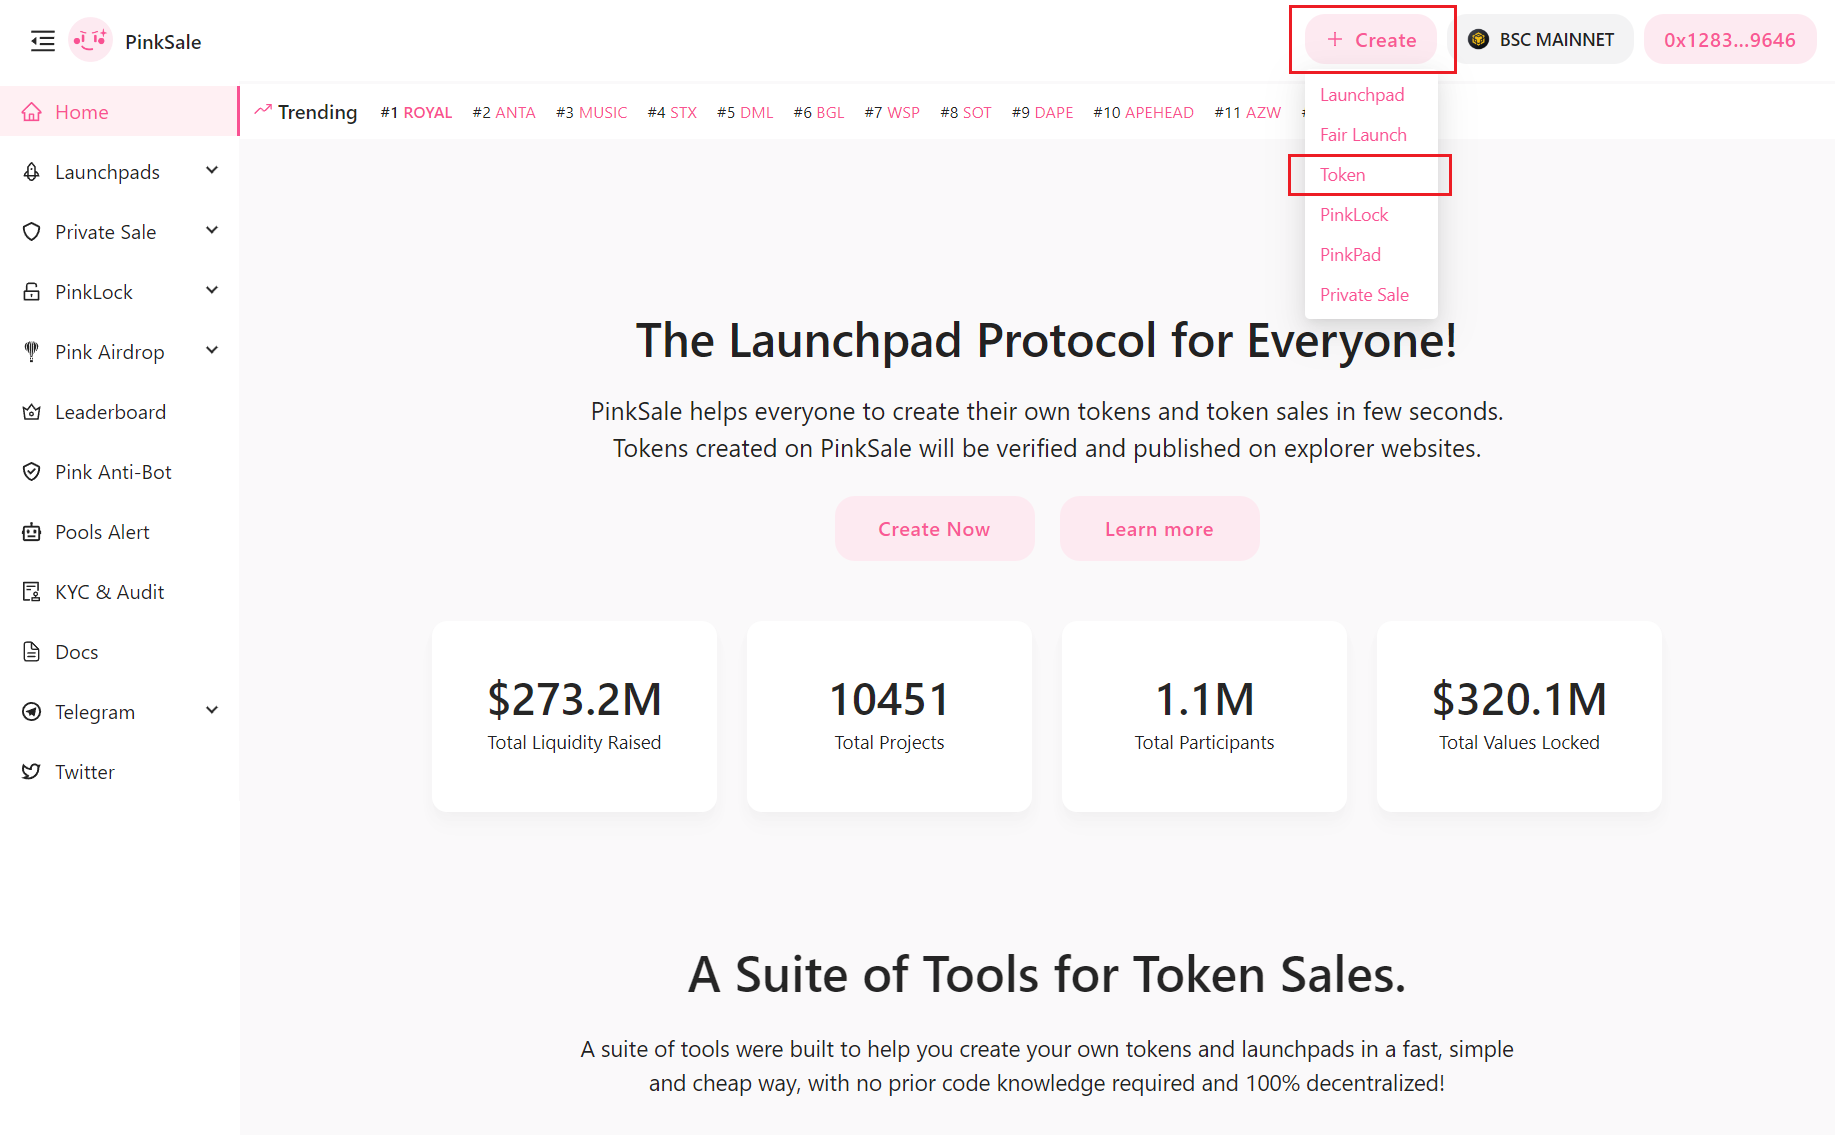 PinkSale
+ Create
BSC MAINNET
0x1283...9646
Home
Launchpads
Private Sale
PinkLock
Pink Airdrop
Leaderboard
Pink Anti-Bot
Pools Alert
KYC & Audit
Docs
Telegram
Twitter
Trending #1 ROYAL #2 ANTA #3 MUSIC #4 STX #5 DML #6 BGL #7 WSP #8 SOT #9 DAPE #10 APEHEAD #11 AZW
Launchpad
Fair Launch
Token
PinkLock
PinkPad
Private Sale
The Launchpad Protocol for Everyone!
PinkSale helps everyone to create their own tokens and token sales in few seconds.
Tokens created on PinkSale will be verified and published on explorer websites.
Create Now
Learn more
$273.2M
Total Liquidity Raised
10451
Total Projects
1.1M
Total Participants
$320.1M
Total Values Locked
A Suite of Tools for Token Sales.
A suite of tools were built to help you create your own tokens and launchpads in a fast, simple
and cheap way, with no prior code knowledge required and 100% decentralized!